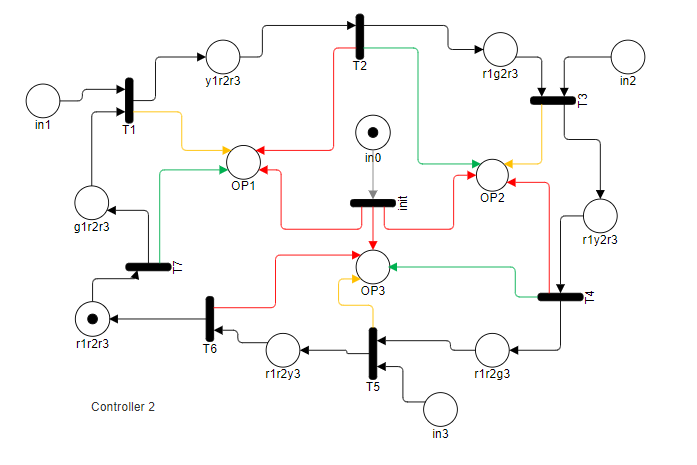 T2
y1r2r3
r1g2r3
in2
T3
in1
T1
in0
OP1
OP2
init
g1r2r3
r1y2r3
T7
OP3
T4
r1r2r3
T6
r1r2y3
T5
r1r2g3
Controller 2
in3